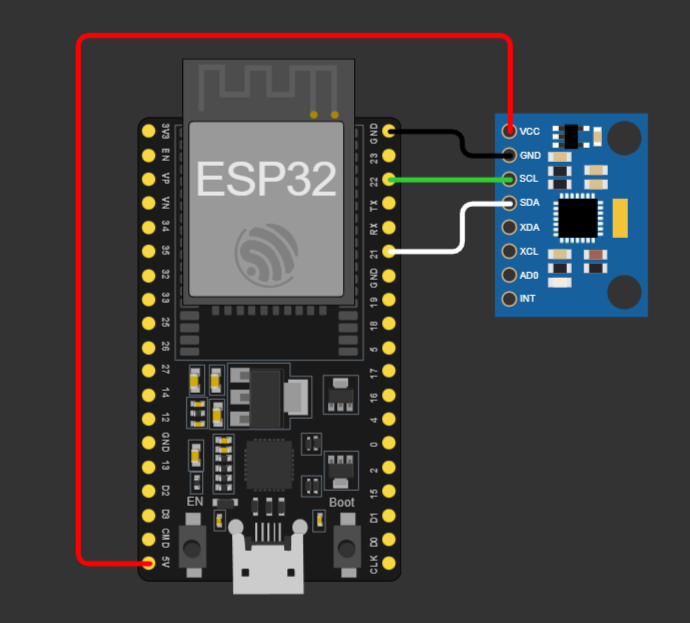 ESP32
3V3
EN
VP
VN
34
35
32
33
25
26
27
14
12
GND
13
D2
D3
CMD
5V
GND
23
22
TX
RX
21
GND
19
18
5
17
16
4
0
2
15
D1
D0
CLK
EN
Boot
VCC
GND
SCL
SDA
XDA
XCL
AD0
INT